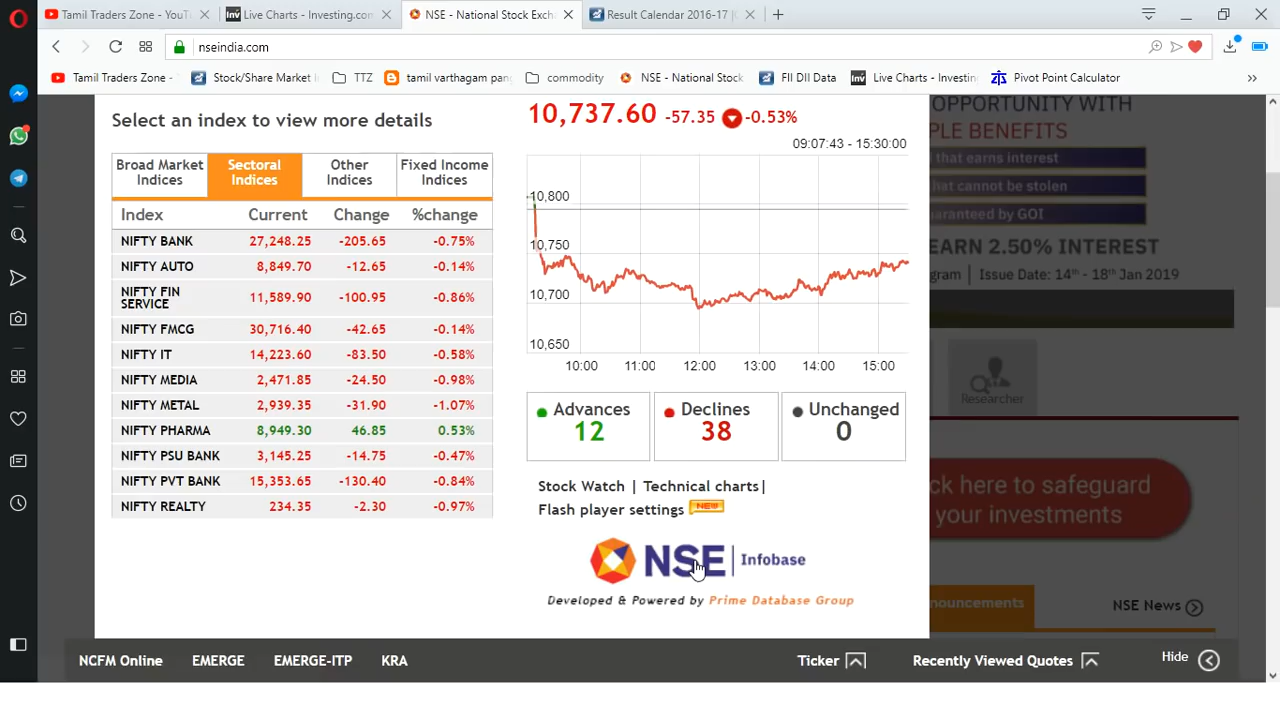 Tamil Traders Zone - YouT
Live Charts - Investing.com
NSE - National Stock Exch
Result Calendar 2016-17 |
nseindia.com
Tamil Traders Zone -
Stock/Share Market
TTZ
tamil varthagam pan
commodity
NSE - National Stock
FII DII Data
Live Charts - Investin
Pivot Point Calculator
Select an index to view more details
Broad Market Indices
Sectoral Indices
Other Indices
Fixed Income Indices
Index Current Change %change
NIFTY BANK 27,248.25 -205.65 -0.75%
NIFTY AUTO 8,849.70 -12.65 -0.14%
NIFTY FIN SERVICE 11,589.90 -100.95 -0.86%
NIFTY FMCG 30,716.40 -42.65 -0.14%
NIFTY IT 14,223.60 -83.50 -0.58%
NIFTY MEDIA 2,471.85 -24.50 -0.98%
NIFTY METAL 2,939.35 -31.90 -1.07%
NIFTY PHARMA 8,949.30 46.85 0.53%
NIFTY PSU BANK 3,145.25 -14.75 -0.47%
NIFTY PVT BANK 15,353.65 -130.40 -0.84%
NIFTY REALTY 234.35 -2.30 -0.97%
10,737.60 -57.35 -0.53%
09:07:43 - 15:30:00
10,800
10,750
10,700
10,650
10:00 11:00 12:00 13:00 14:00 15:00
Advances
12
Declines
38
Unchanged
0
Stock Watch | Technical charts|
Flash player settings NEW
NSE | Infobase
Developed & Powered by Prime Database Group
OPPORTUNITY WITH
PLE BENEFITS
that earns interest
that cannot be stolen
uaranteed by GOI
EARN 2.50% INTEREST
gram | Issue Date: 14th - 18th Jan 2019
Researcher
ck here to safeguard
your investments
nouncements
NSE News
NCFM Online
EMERGE
EMERGE-ITP
KRA
Ticker
Recently Viewed Quotes
Hide